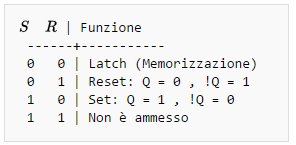 S R | Funzione
------+-----------
0 0 | Latch (Memorizzazione)
0 1 | Reset: Q = 0 , !Q = 1
1 0 | Set: Q = 1 , !Q = 0
1 1 | Non è ammesso